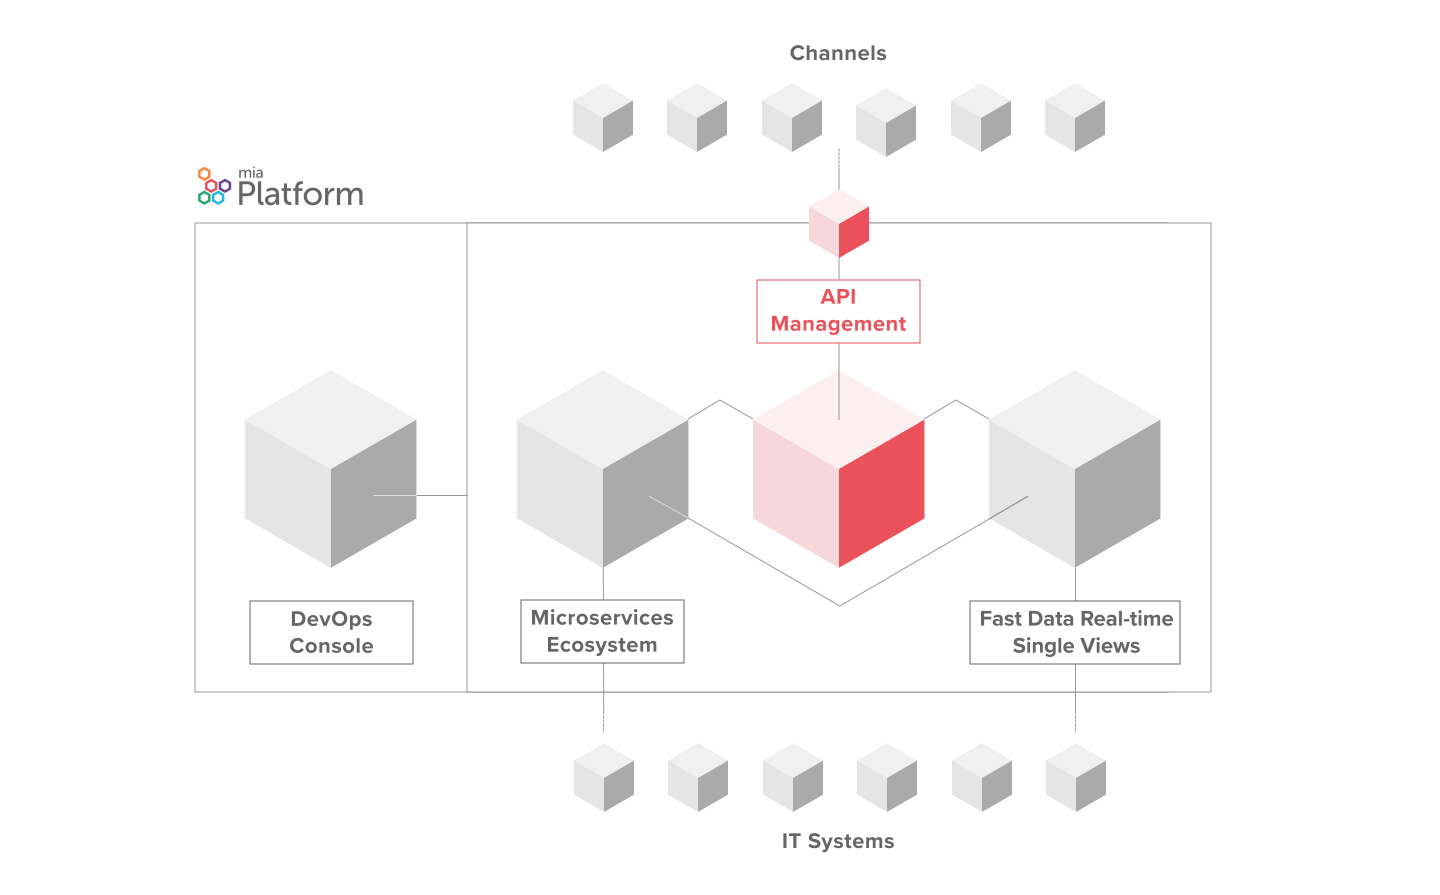 Channels
mia
Platform
API
Management
DevOps
Console
Microservices
Ecosystem
Fast Data Real-time
Single Views
IT Systems